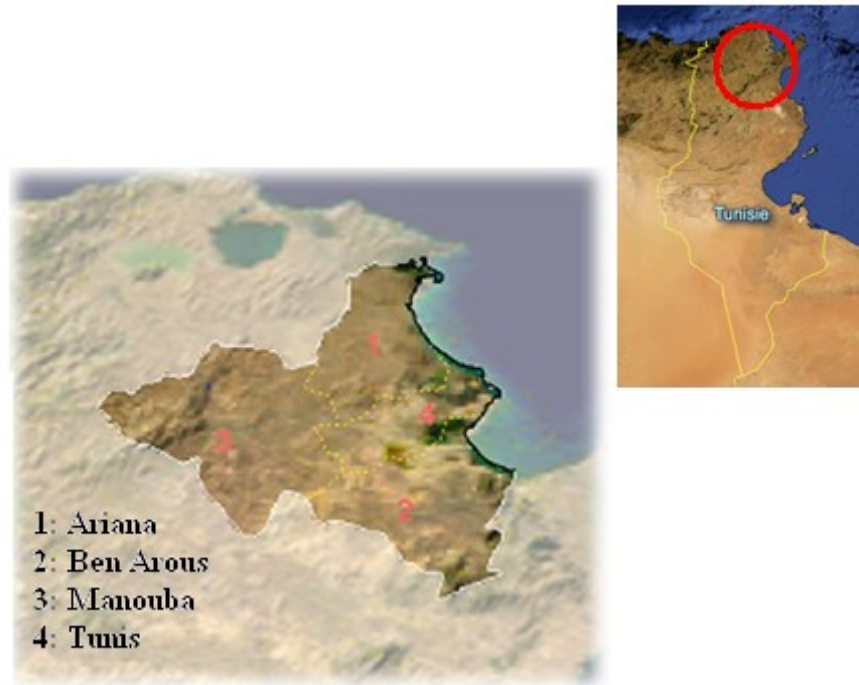 Tunisie
1
4
3
2
1: Ariana
2: Ben Arous
3: Manouba
4: Tunis